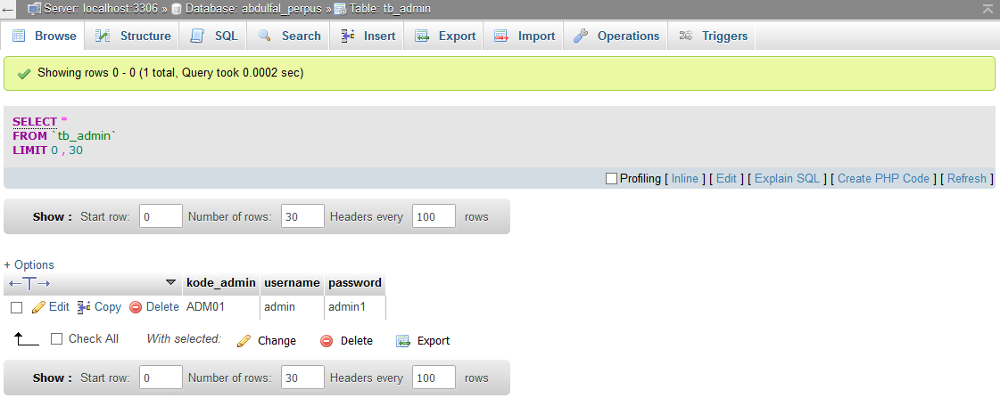 Server: localhost:3306 » Database: abdulfal_perpus » Table: tb_admin
Browse Structure SQL Search Insert Export Import Operations Triggers
Showing rows 0 - 0 (1 total, Query took 0.0002 sec)
SELECT *
FROM `tb_admin`
LIMIT 0 , 30
Profiling [ Inline ] [ Edit ] [ Explain SQL ] [ Create PHP Code ] [ Refresh ]
Show : Start row: 0 Number of rows: 30 Headers every 100 rows
+ Options
←T→ kode_admin username password
Edit Copy Delete ADM01 admin admin1
Check All With selected: Change Delete Export
Show : Start row: 0 Number of rows: 30 Headers every 100 rows